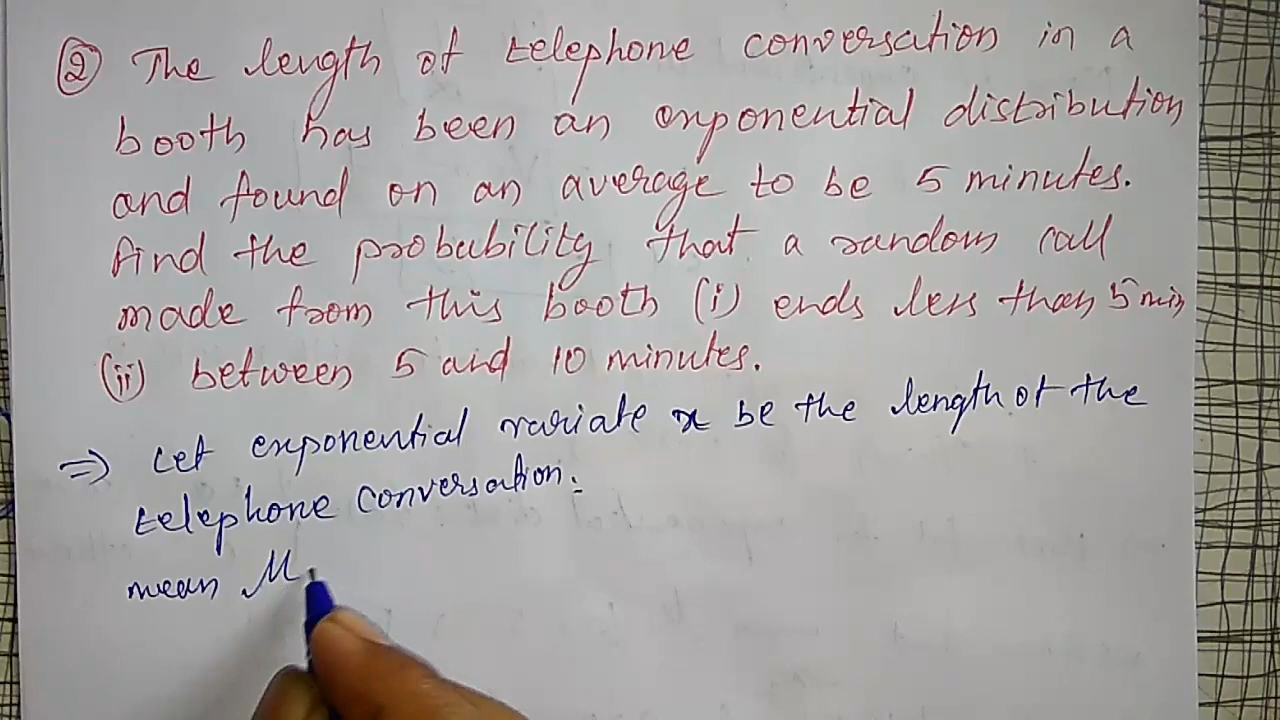 ② The length of telephone conversation in a
booth has been an exponential distribution
and found on an average to be 5 minutes.
find the probability that a random call
made from this booth (i) ends less than 5 min
(ii) between 5 and 10 minutes.
⇒ Let exponential variate x be the length of the
telephone conversation.
mean μ